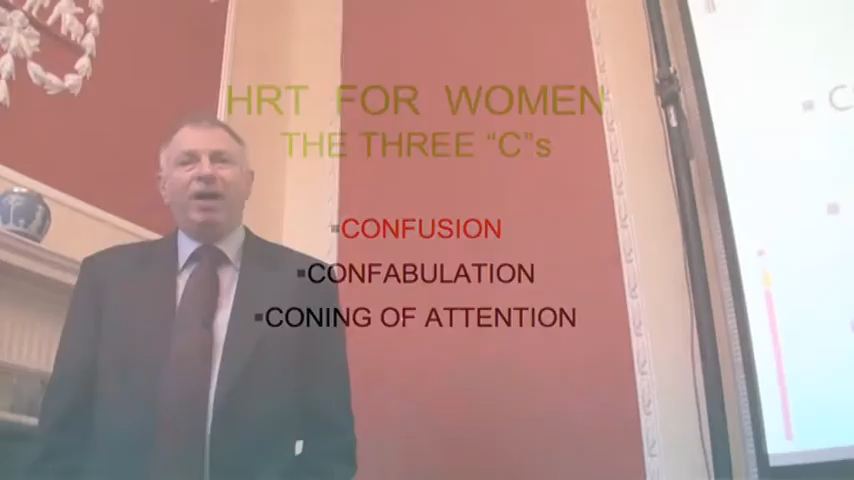 HRT FOR WOMEN
THE THREE “C”s
▪CONFUSION
▪CONFABULATION
▪CONING OF ATTENTION